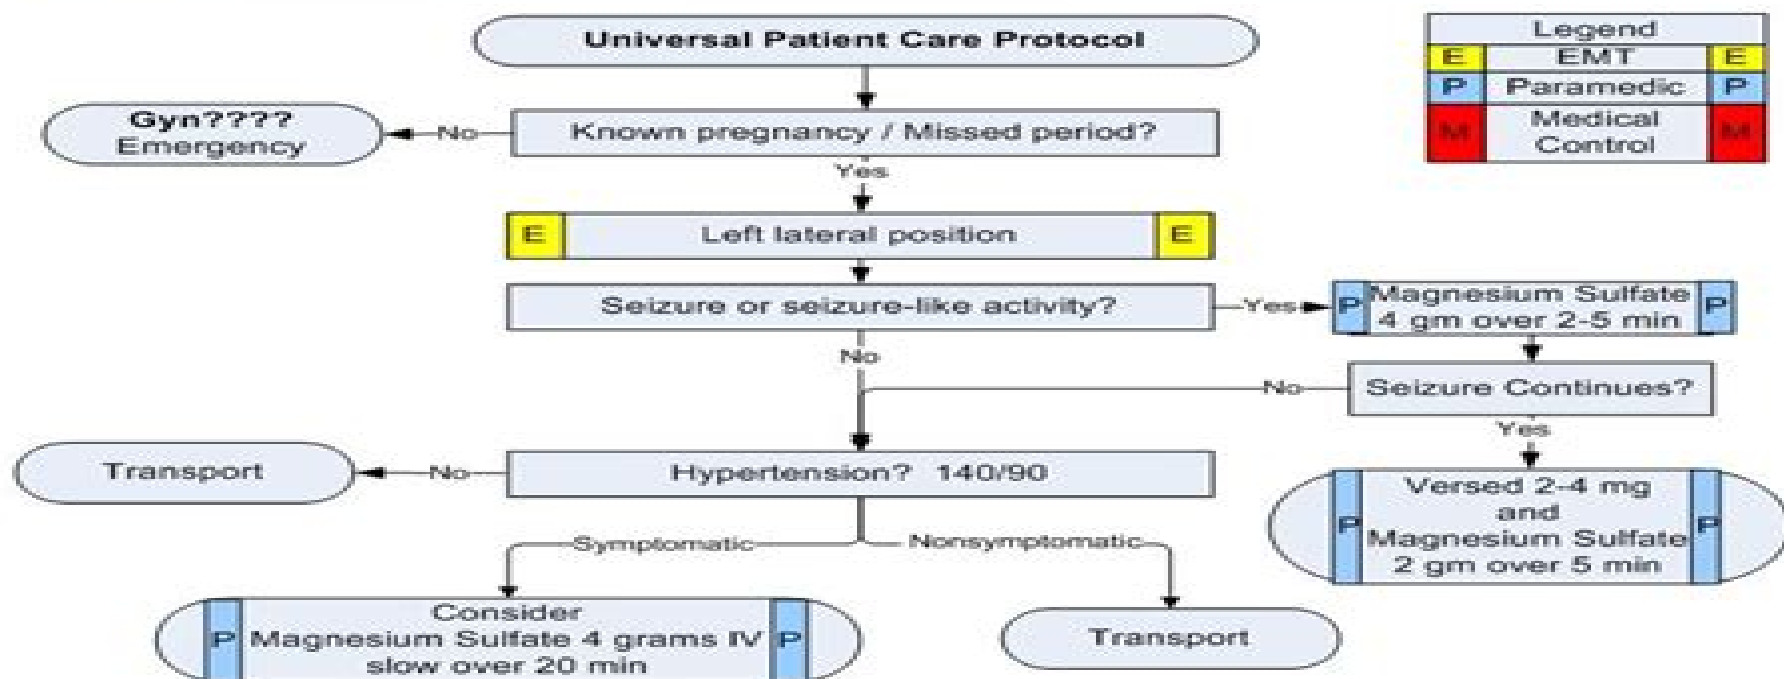 Universal Patient Care Protocol
Legend
E EMT E
P Paramedic P
M Medical M
Control
Gyn????
Emergency
No
Known pregnancy / Missed period?
Yes
E Left lateral position E
Seizure or seizure-like activity?
Yes
P Magnesium Sulfate P
4 gm over 2-5 min
No
Seizure Continues?
No
Yes
Transport
No
Hypertension? 140/90
P Versed 2-4 mg P
and
Magnesium Sulfate
2 gm over 5 min
Symptomatic
Nonsymptomatic
Consider
P Magnesium Sulfate 4 grams IV P
slow over 20 min
Transport